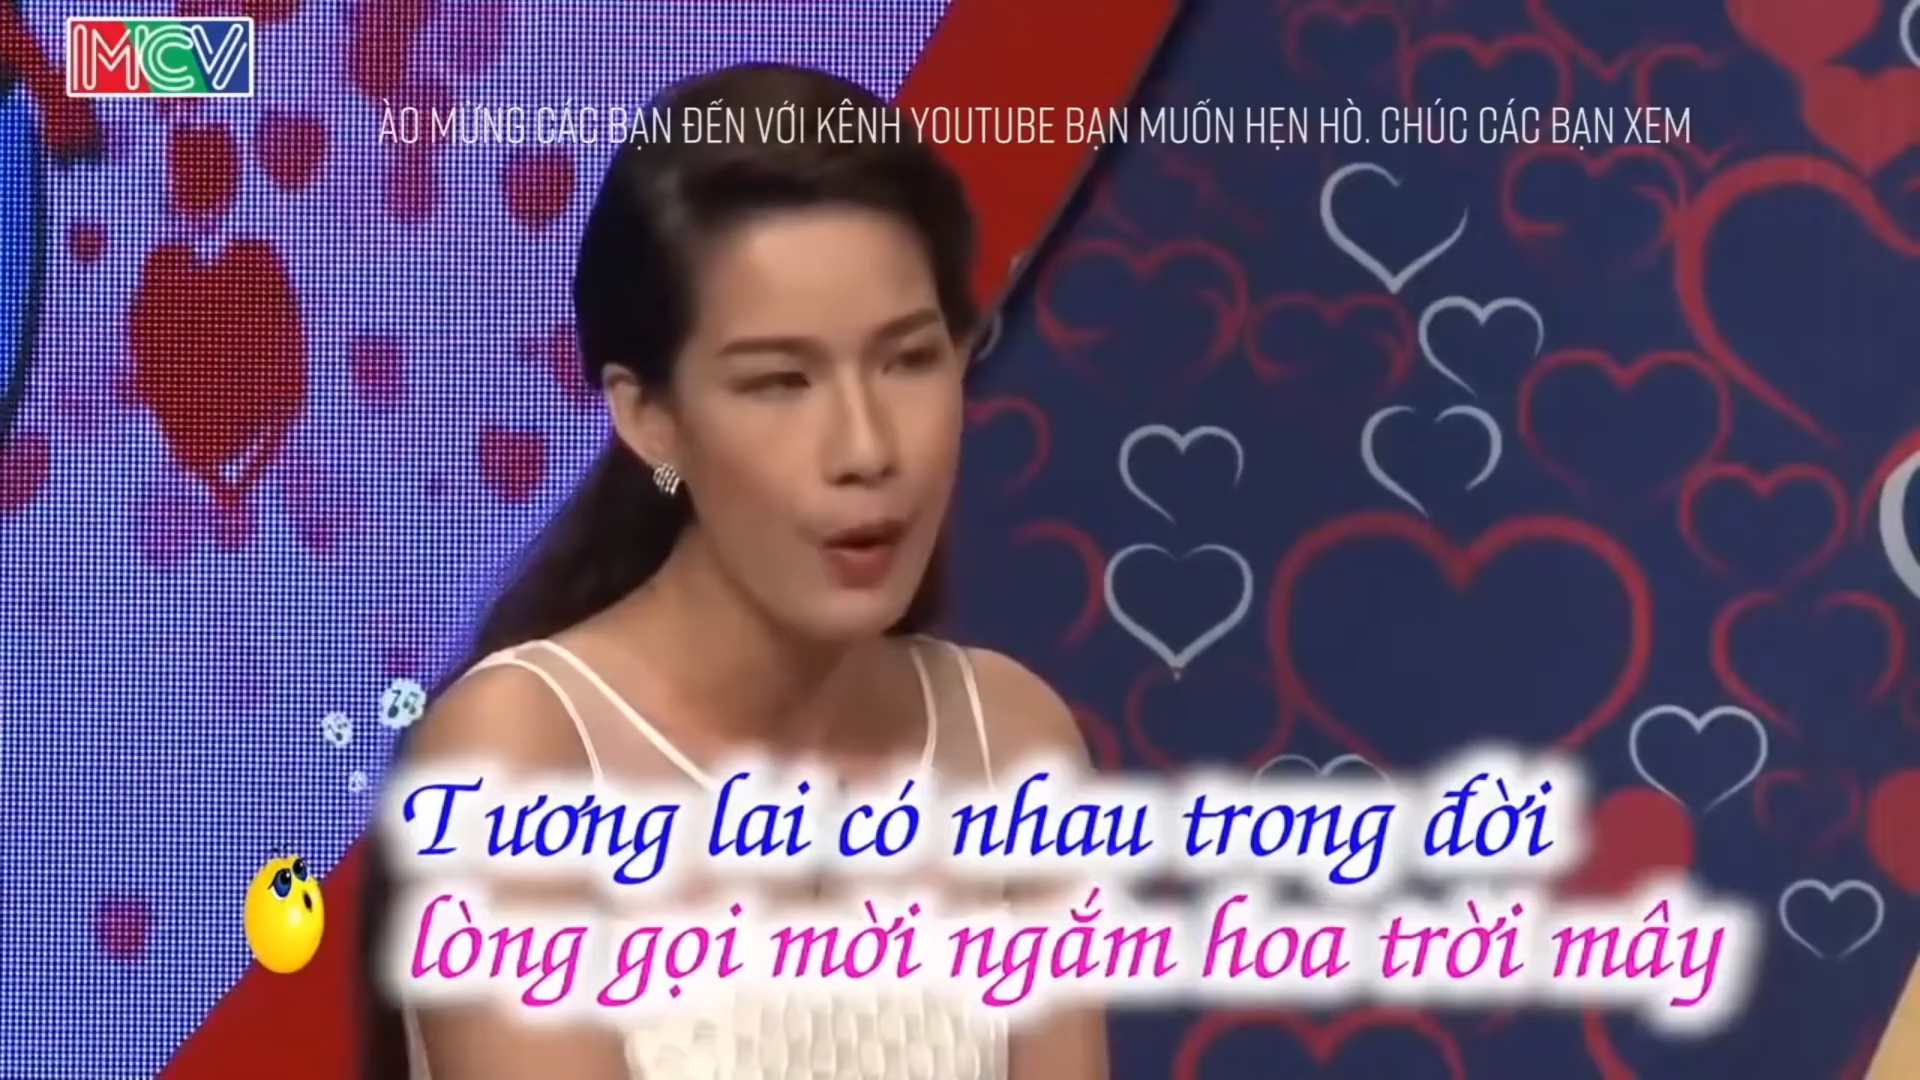 MCV
ÀO MỪNG CÁC BẠN ĐẾN VỚI KÊNH YOUTUBE BẠN MUỐN HẸN HÒ. CHÚC CÁC BẠN XEM
Tương lai có nhau trong đời
lòng gọi mời ngắm hoa trời mây